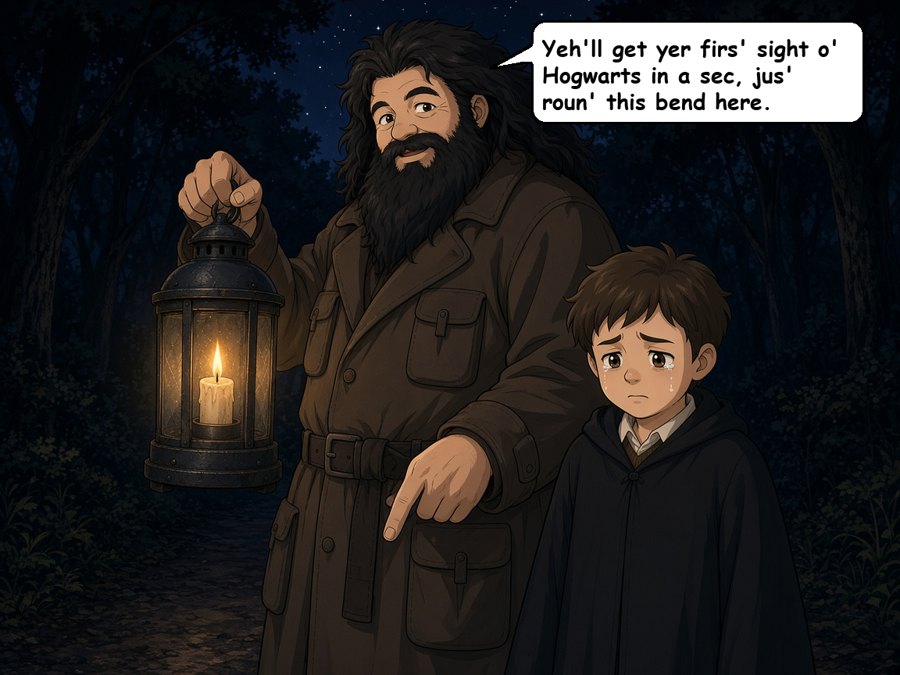 Yeh'll get yer firs' sight o'
Hogwarts in a sec, jus'
roun' this bend here.